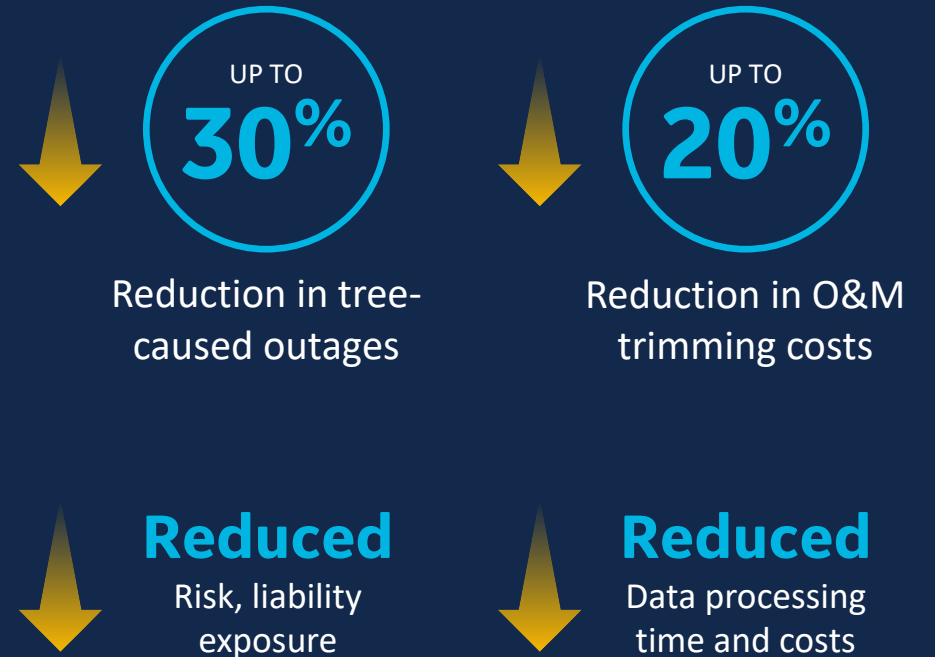 UP TO
30%
Reduction in tree-
caused outages
UP TO
20%
Reduction in O&M
trimming costs
Reduced
Risk, liability
exposure
Reduced
Data processing
time and costs